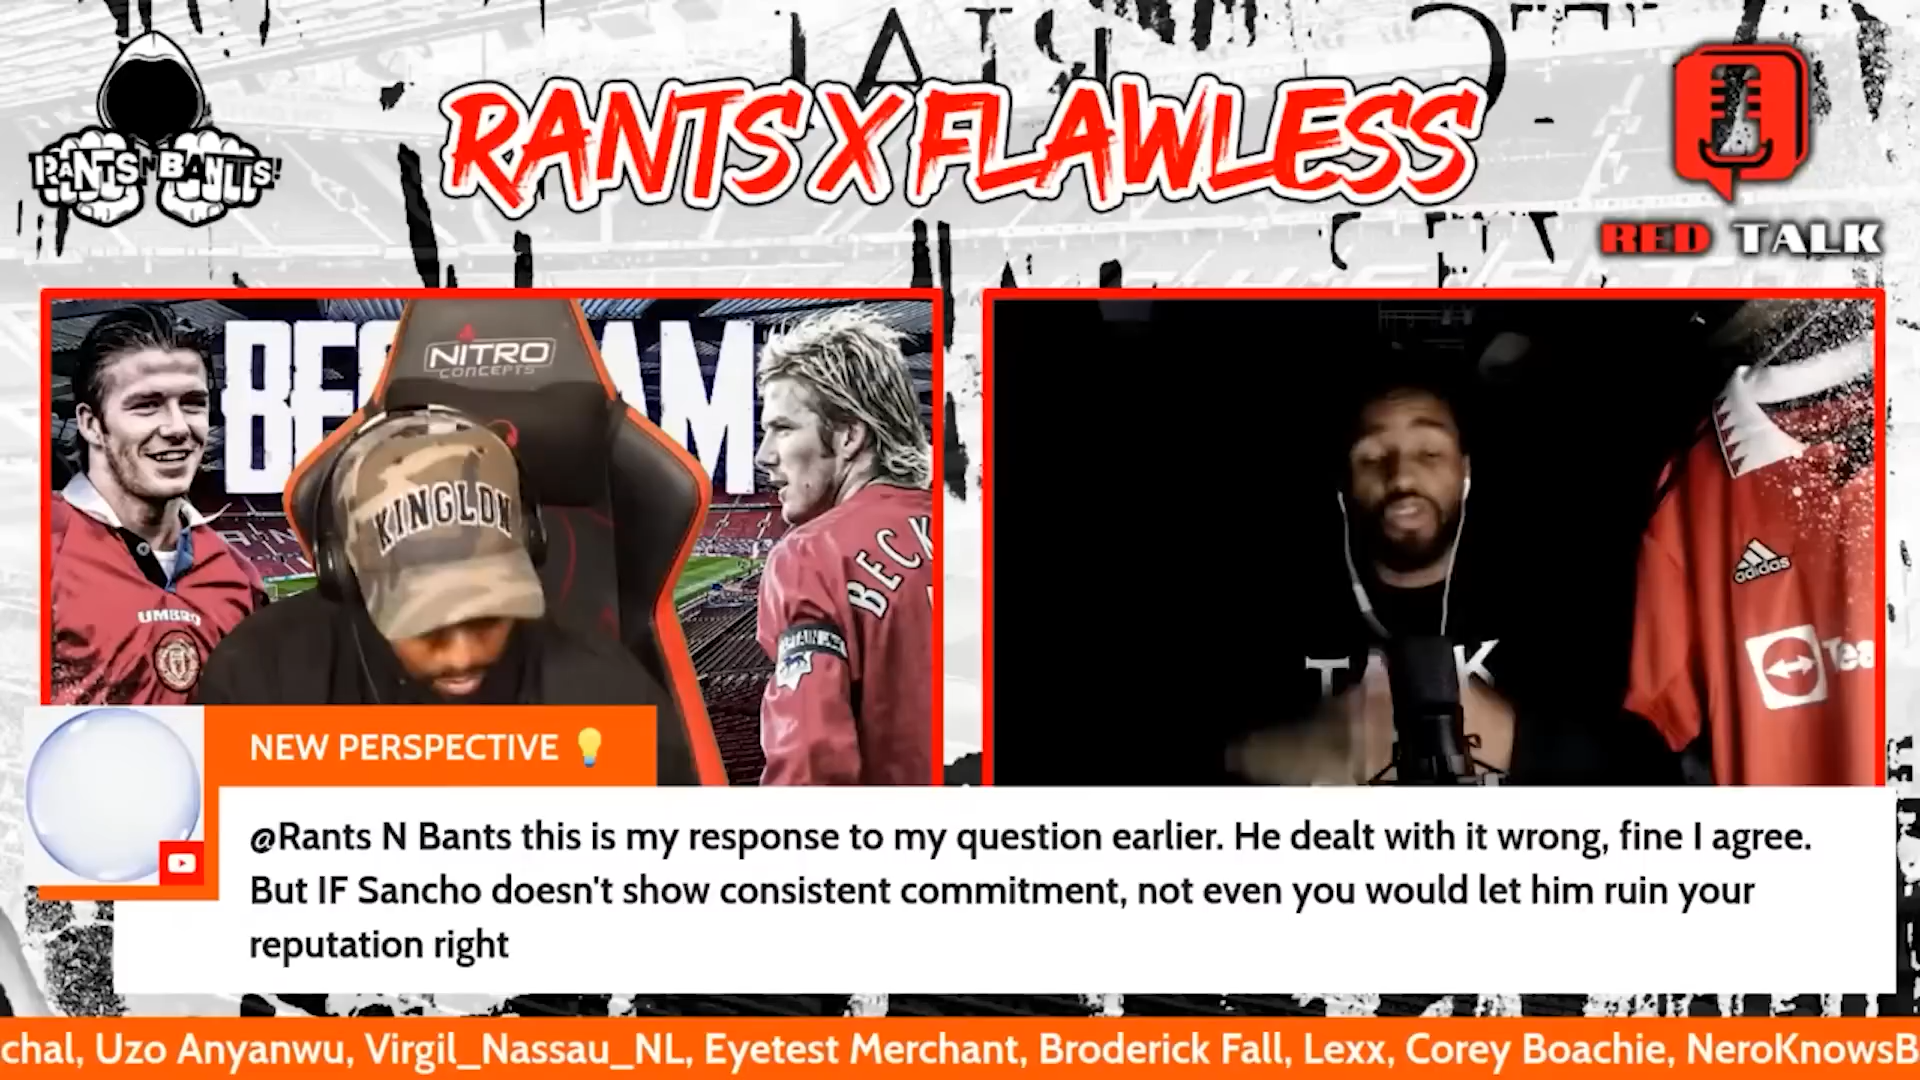 RANTS X FLAWLESS
RANTS N BANTS!
RED TALK
NITRO
CONCEPTS
KINGLDN
UMBRO
BECK
adidas
Tea
NEW PERSPECTIVE 💡
@Rants N Bants this is my response to my question earlier. He dealt with it wrong, fine I agree.
But IF Sancho doesn't show consistent commitment, not even you would let him ruin your
reputation right
chal, Uzo Anyanwu, Virgil_Nassau_NL, Eyetest Merchant, Broderick Fall, Lexx, Corey Boachie, NeroKnowsB